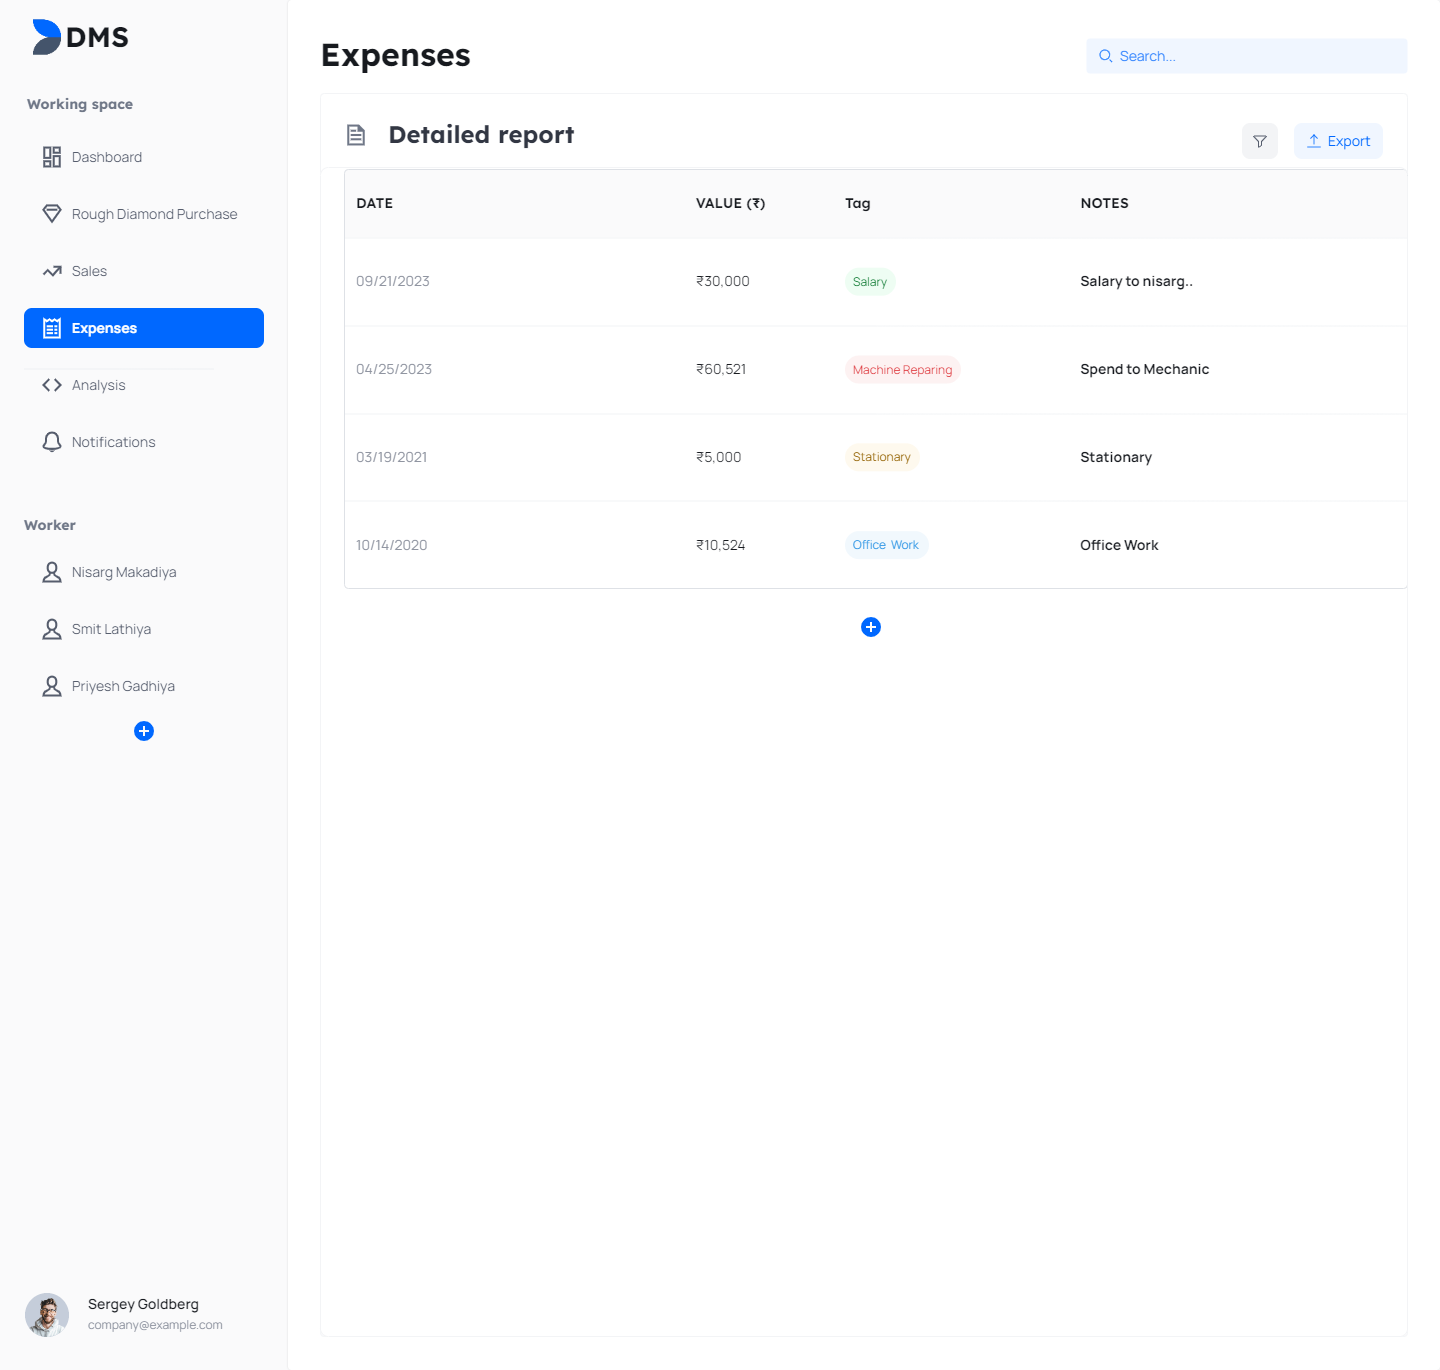 DMS
Working space
Dashboard
Rough Diamond Purchase
Sales
Expenses
Analysis
Notifications
Worker
Nisarg Makadiya
Smit Lathiya
Priyesh Gadhiya
Sergey Goldberg
company@example.com
Expenses
Search...
Detailed report
Export
DATE VALUE (₹) Tag NOTES
09/21/2023 ₹30,000 Salary Salary to nisarg..
04/25/2023 ₹60,521 Machine Reparing Spend to Mechanic
03/19/2021 ₹5,000 Stationary Stationary
10/14/2020 ₹10,524 Office Work Office Work